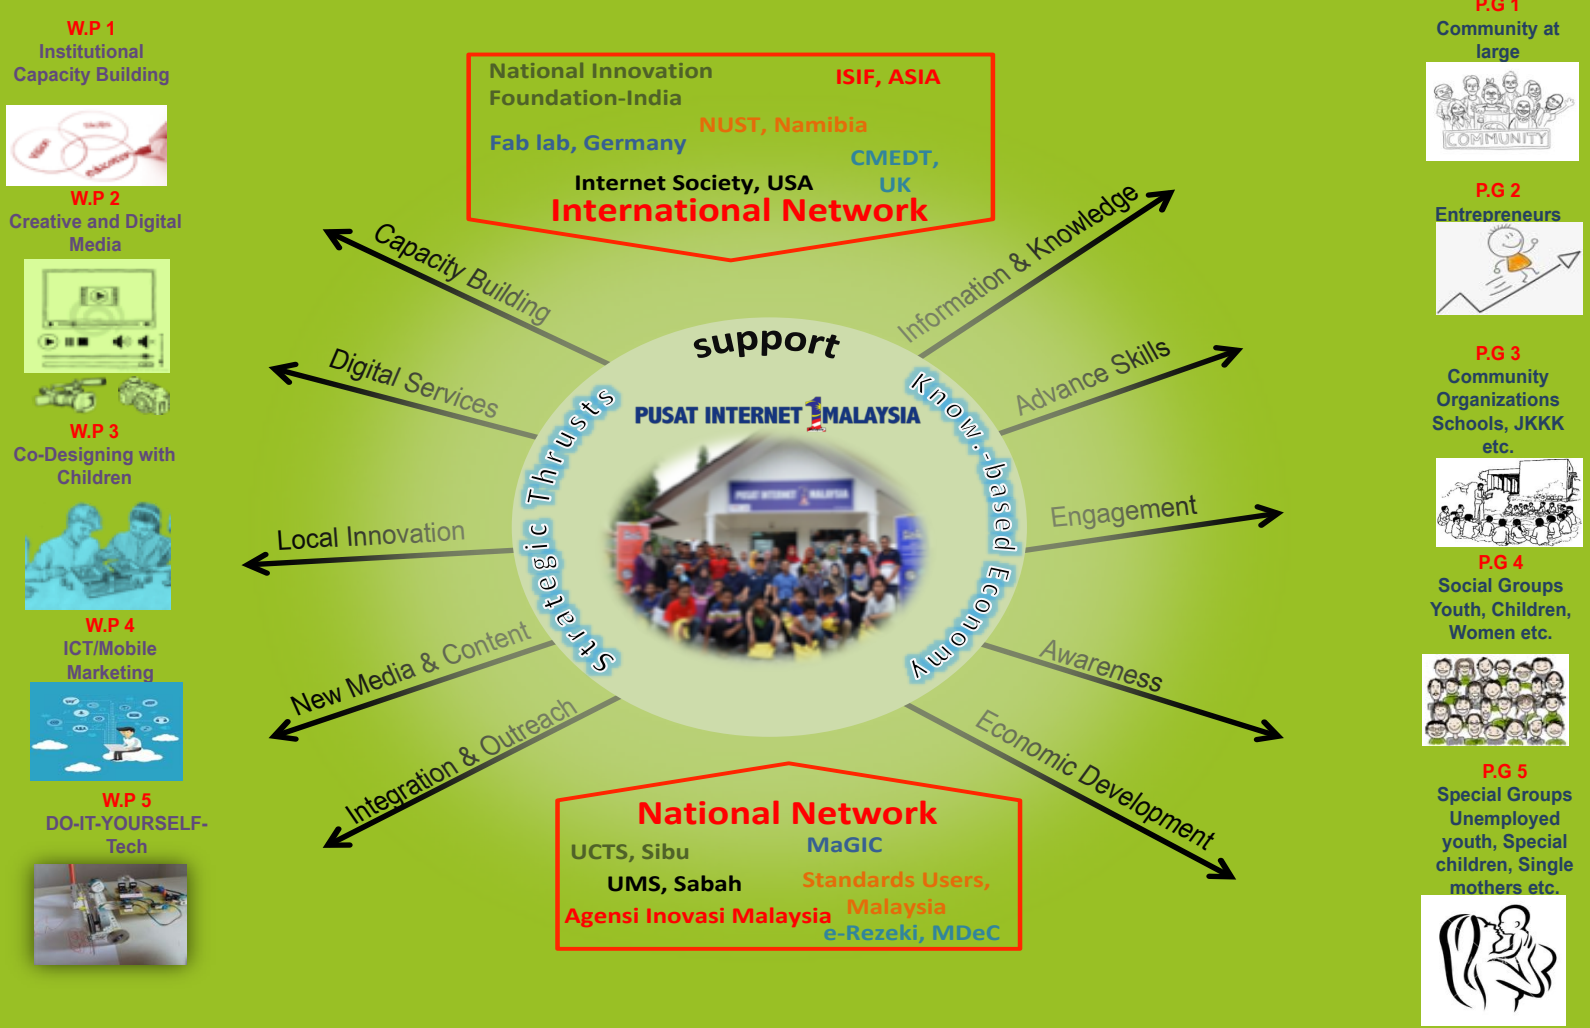 W.P 1
Institutional
Capacity Building
W.P 2
Creative and Digital
Media
W.P 3
Co-Designing with
Children
W.P 4
ICT/Mobile
Marketing
W.P 5
DO-IT-YOURSELF-
Tech
National Innovation
Foundation-India
ISIF, ASIA
NUST, Namibia
Fab lab, Germany
CMEDT,
UK
Internet Society, USA
International Network
Capacity Building
Digital Services
Local Innovation
New Media & Content
Integration & Outreach
support
Strategic Thrusts
PUSAT INTERNET 1MALAYSIA
PUSAT INTERNET 1MALAYSIA
Know.-based Economy
Information & Knowledge
Advance Skills
Engagement
Awareness
Economic Development
National Network
UCTS, Sibu
MaGIC
UMS, Sabah
Standards Users,
Malaysia
Agensi Inovasi Malaysia
e-Rezeki, MDeC
P.G 1
Community at
large
COMMUNITY
P.G 2
Entrepreneurs
P.G 3
Community
Organizations
Schools, JKKK
etc.
P.G 4
Social Groups
Youth, Children,
Women etc.
P.G 5
Special Groups
Unemployed
youth, Special
children, Single
mothers etc.